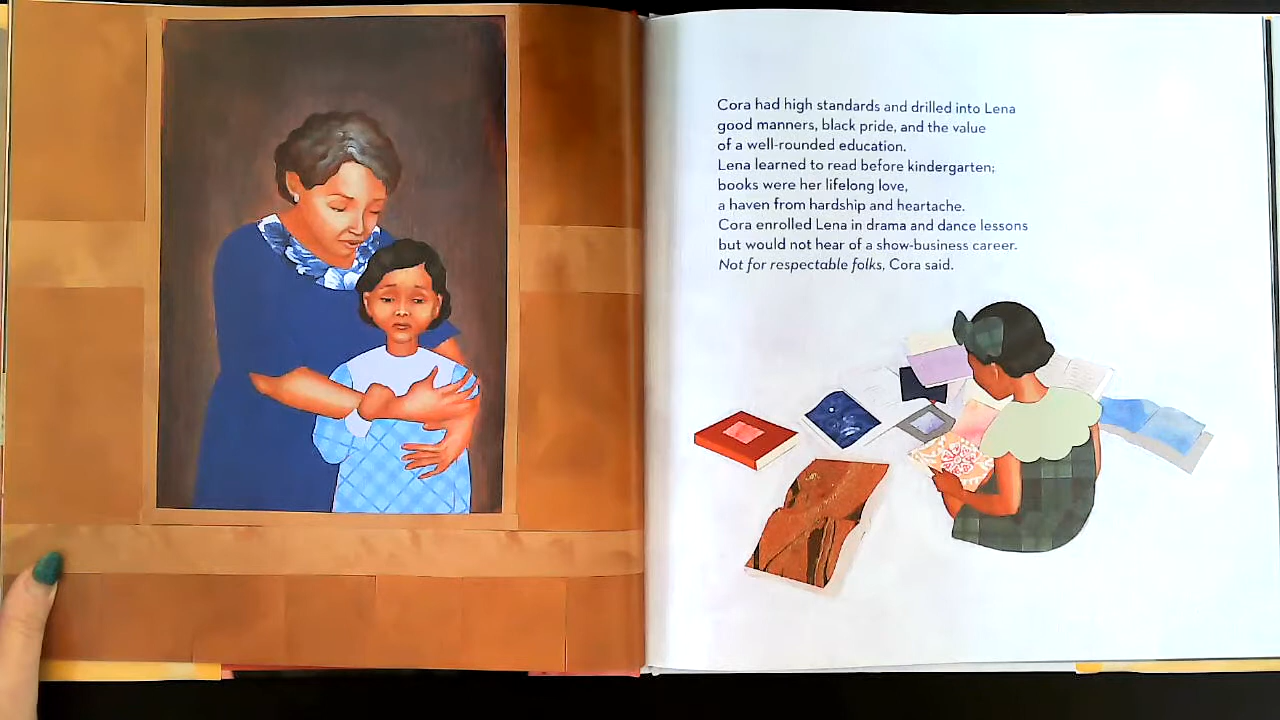 Cora had high standards and drilled into Lena
good manners, black pride, and the value
of a well-rounded education.
Lena learned to read before kindergarten;
books were her lifelong love,
a haven from hardship and heartache.
Cora enrolled Lena in drama and dance lessons
but would not hear of a show-business career.
Not for respectable folks, Cora said.